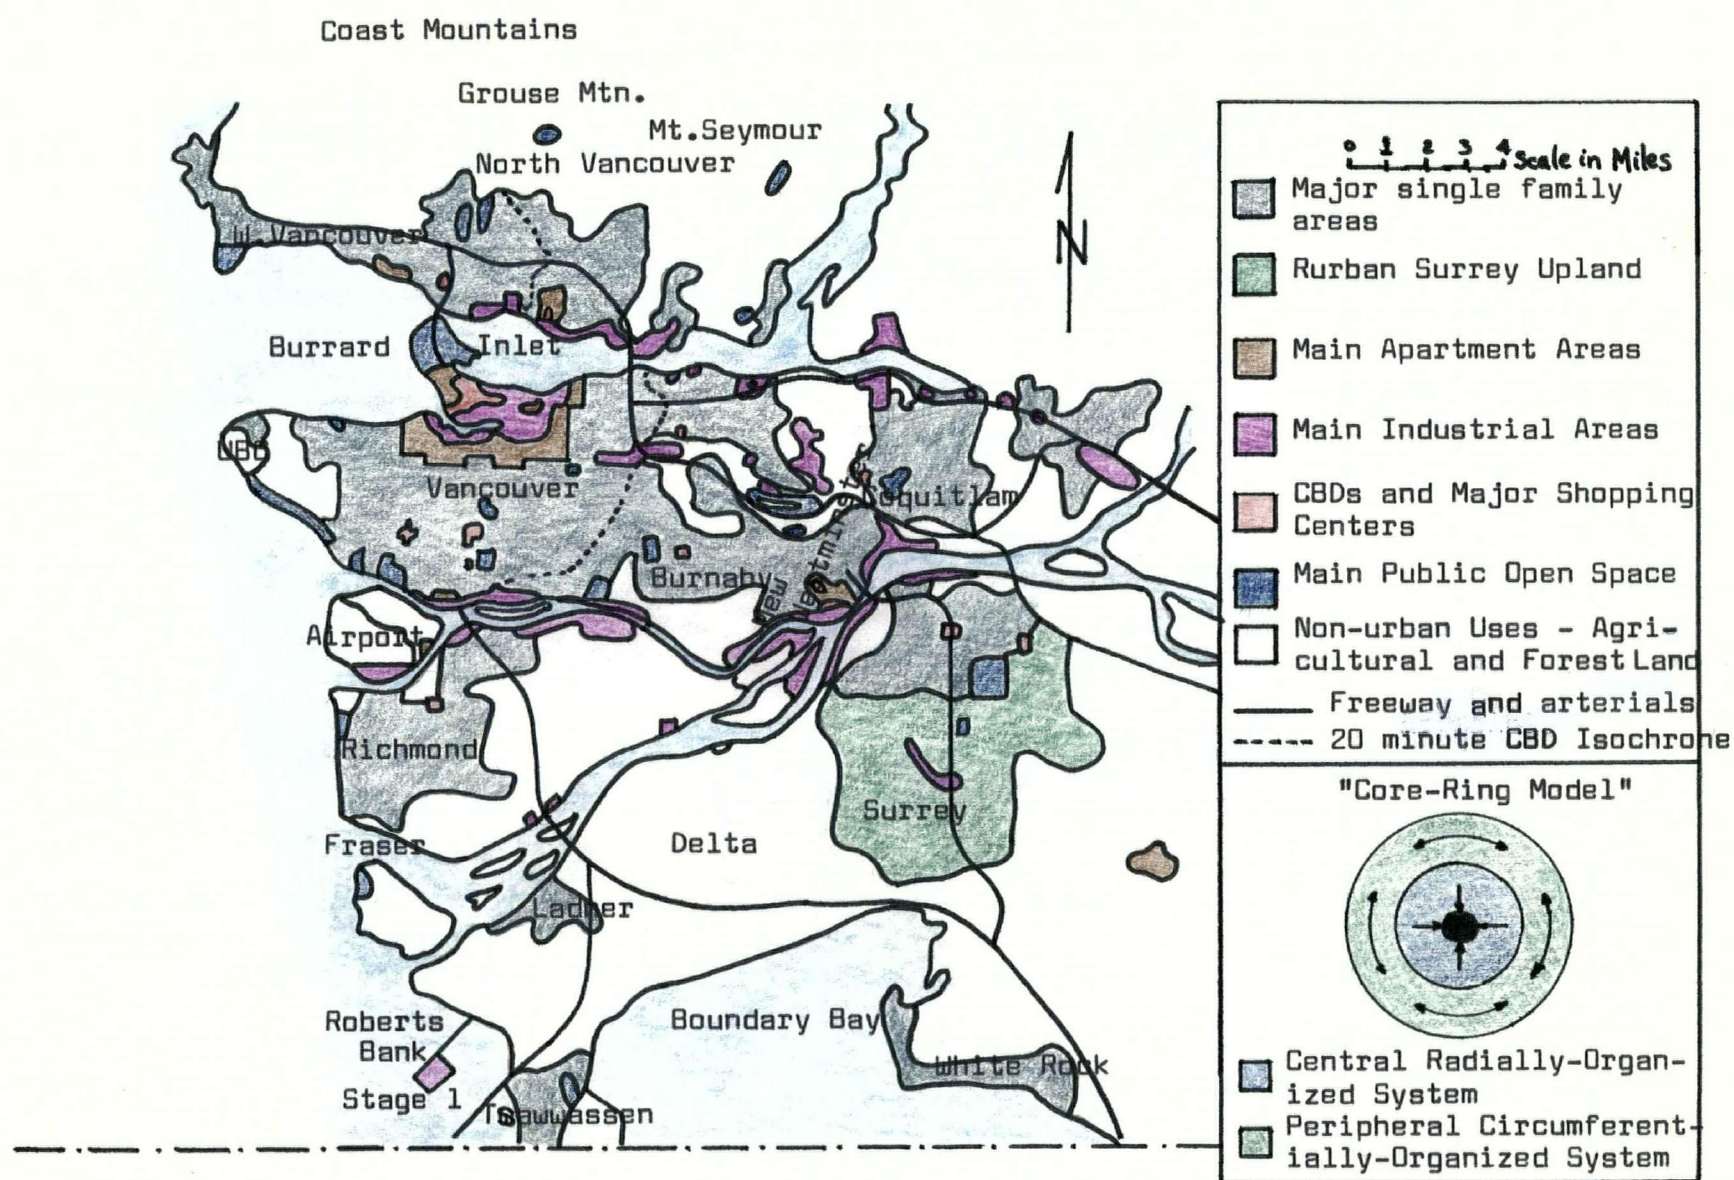 Coast Mountains
Grouse Mtn.
Mt.Seymour
North Vancouver
W.Vancouver
Burrard
Inlet
UBC
Vancouver
Coquitlam
New
Westminster
Burnaby
Airport
Richmond
Surrey
Fraser
Delta
Ladner
Roberts
Bank
Stage 1
Boundary Bay
White Rock
Tsawwassen
N
0 1 2 3 4 Scale in Miles
Major single family
areas
Rurban Surrey Upland
Main Apartment Areas
Main Industrial Areas
CBDs and Major Shopping
Centers
Main Public Open Space
Non-urban Uses - Agri-
cultural and Forest Land
Freeway and arterials
20 minute CBD Isochrone
"Core-Ring Model"
Central Radially-Organ-
ized System
Peripheral Circumferent-
ially-Organized System